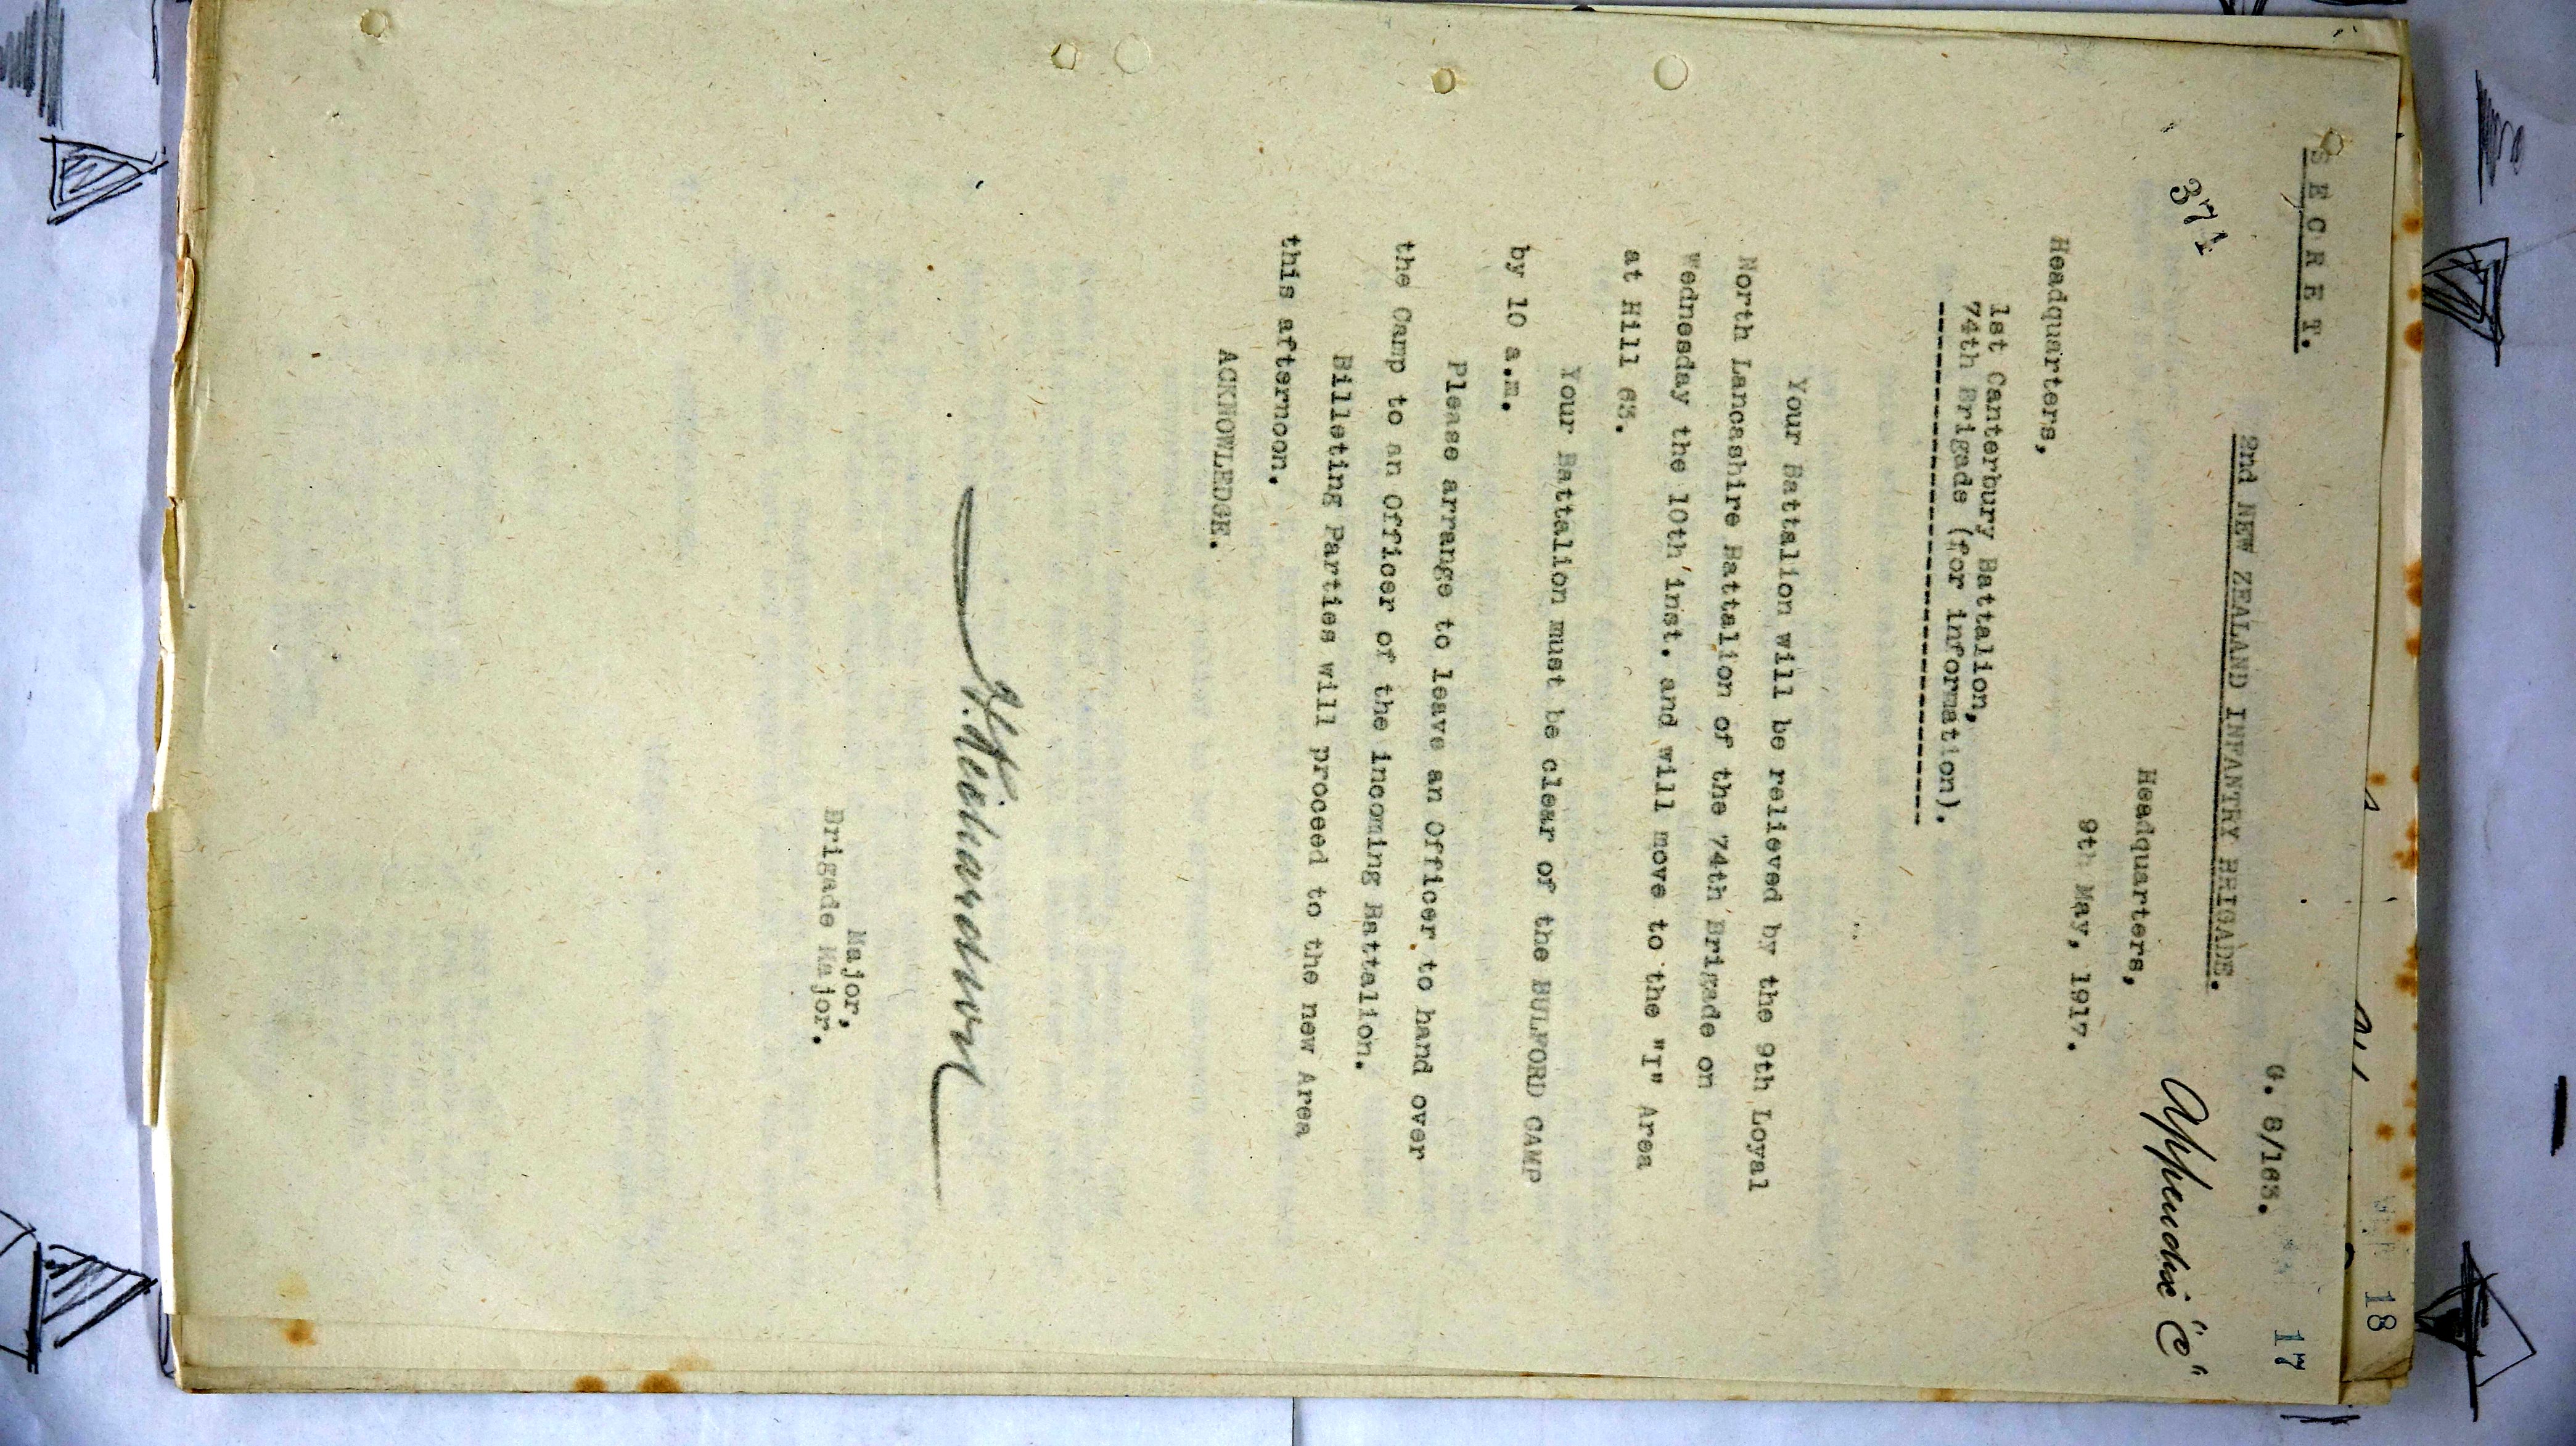 18
17
S E C R E T.
G. 8/163.
2nd NEW ZEALAND INFANTRY BRIGADE.
371
Appendix "C"
Headquarters,
9th May, 1917.
Headquarters,
1st Canterbury Battalion,
74th Brigade (for information).
-----------------------------
Your Battalion will be relieved by the 9th Loyal
North Lancashire Battalion of the 74th Brigade on
Wednesday the 10th inst. and will move to the "I" Area
at Hill 63.
Your Battalion must be clear of the BULFORD CAMP
by 10 a.m.
Please arrange to leave an Officer to hand over
the Camp to an Officer of the incoming Battalion.
Billeting Parties will proceed to the new Area
this afternoon.
ACKNOWLEDGE.
Richardson
Major,
Brigade Major.